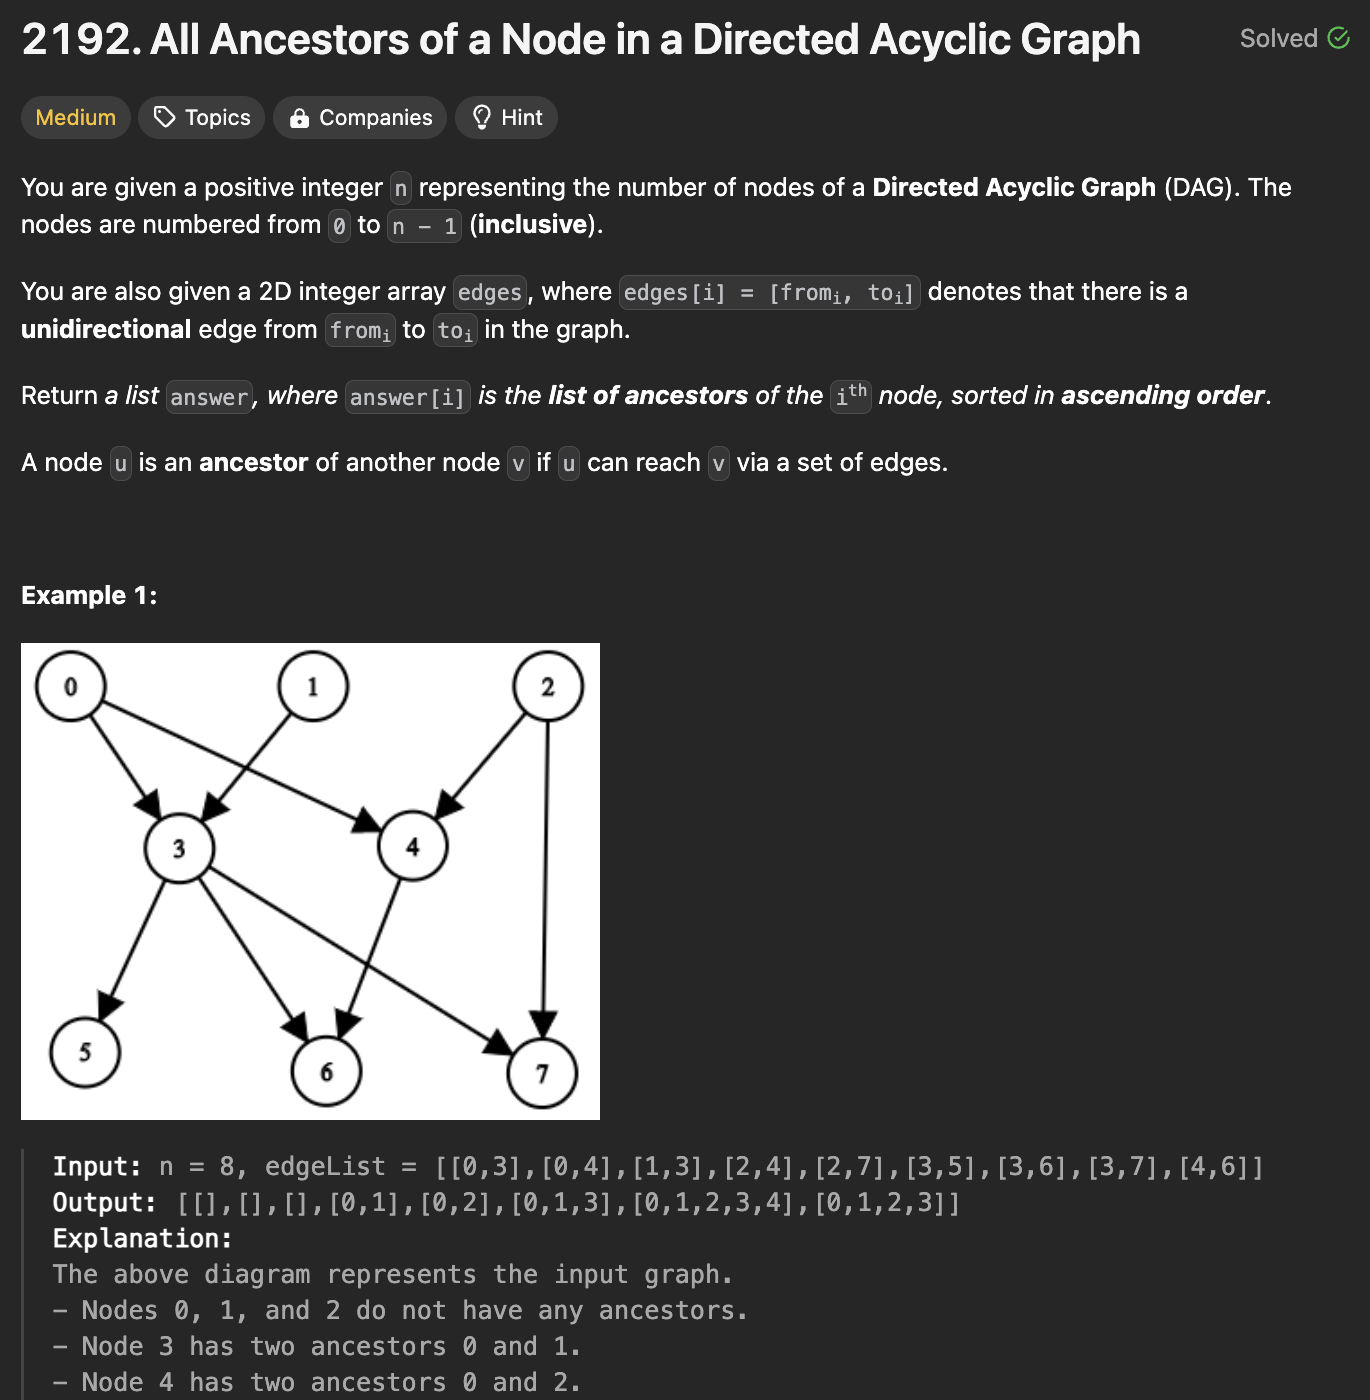 2192. All Ancestors of a Node in a Directed Acyclic Graph
Solved
Medium
Topics
Companies
Hint
You are given a positive integer n representing the number of nodes of a Directed Acyclic Graph (DAG). The
nodes are numbered from 0 to n - 1 (inclusive).
You are also given a 2D integer array edges, where edges[i] = [fromi, toi] denotes that there is a
unidirectional edge from fromi to toi in the graph.
Return a list answer, where answer[i] is the list of ancestors of the ith node, sorted in ascending order.
A node u is an ancestor of another node v if u can reach v via a set of edges.
Example 1:
0 1 2
3 4
5 6 7
Input: n = 8, edgeList = [[0,3],[0,4],[1,3],[2,4],[2,7],[3,5],[3,6],[3,7],[4,6]]
Output: [[],[],[],[0,1],[0,2],[0,1,3],[0,1,2,3,4],[0,1,2,3]]
Explanation:
The above diagram represents the input graph.
- Nodes 0, 1, and 2 do not have any ancestors.
- Node 3 has two ancestors 0 and 1.
- Node 4 has two ancestors 0 and 2.